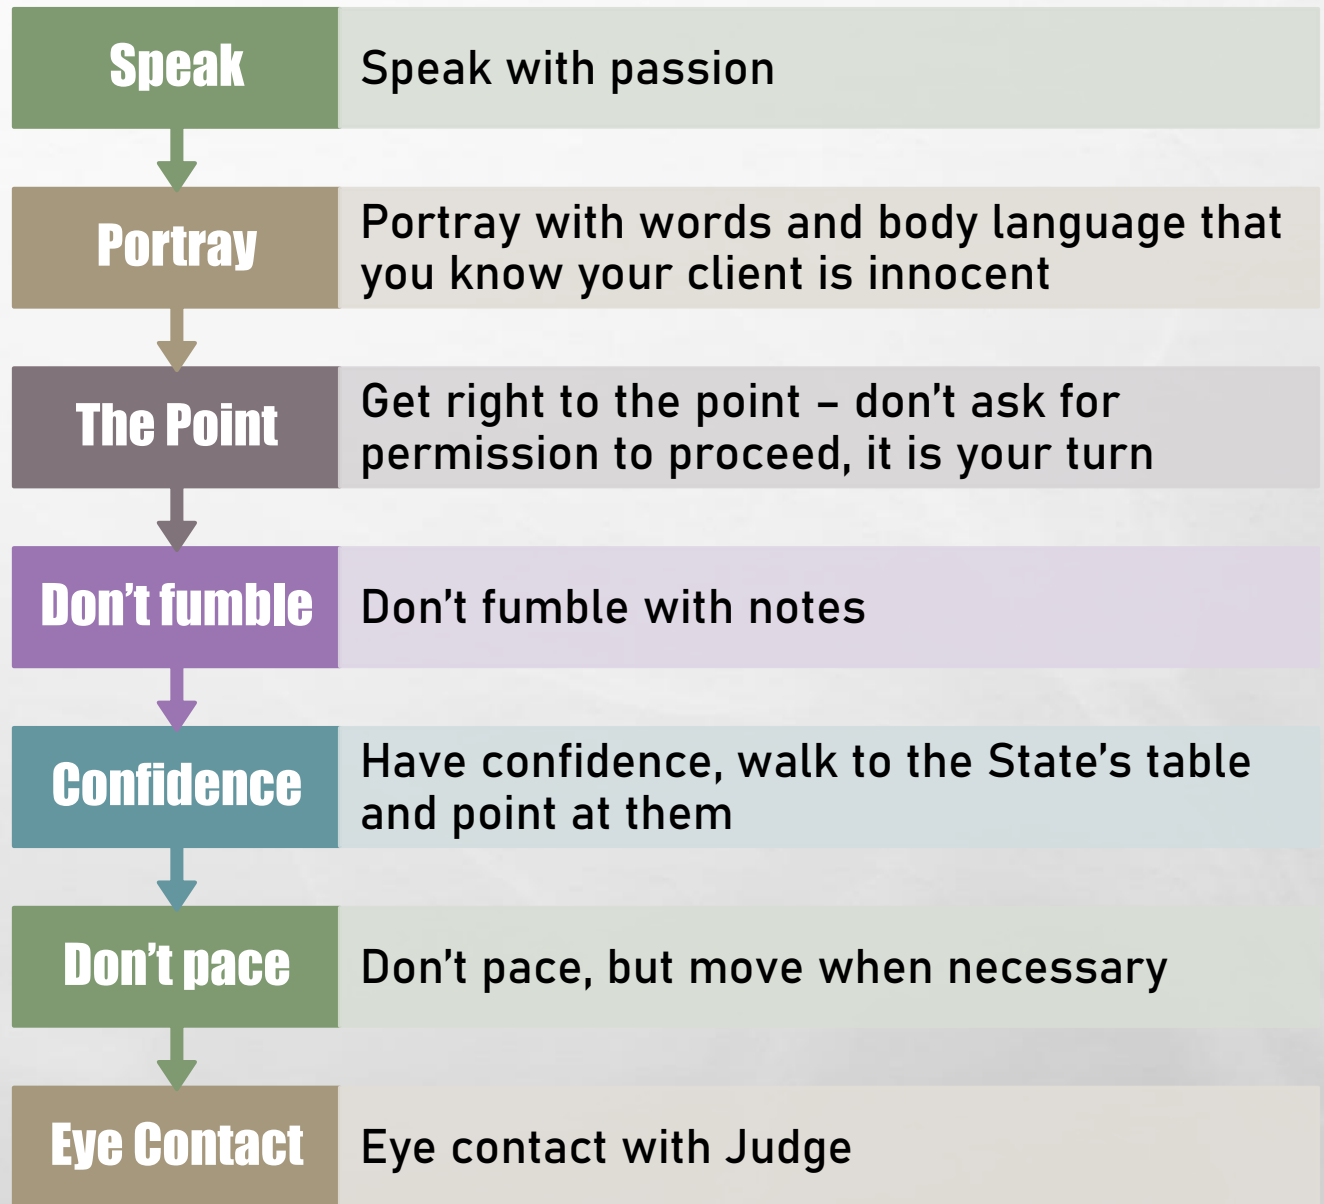 Speak
Speak with passion
Portray
Portray with words and body language that
you know your client is innocent
The Point
Get right to the point – don't ask for
permission to proceed, it is your turn
Don't fumble
Don't fumble with notes
Confidence
Have confidence, walk to the State's table
and point at them
Don't pace
Don't pace, but move when necessary
Eye Contact
Eye contact with Judge